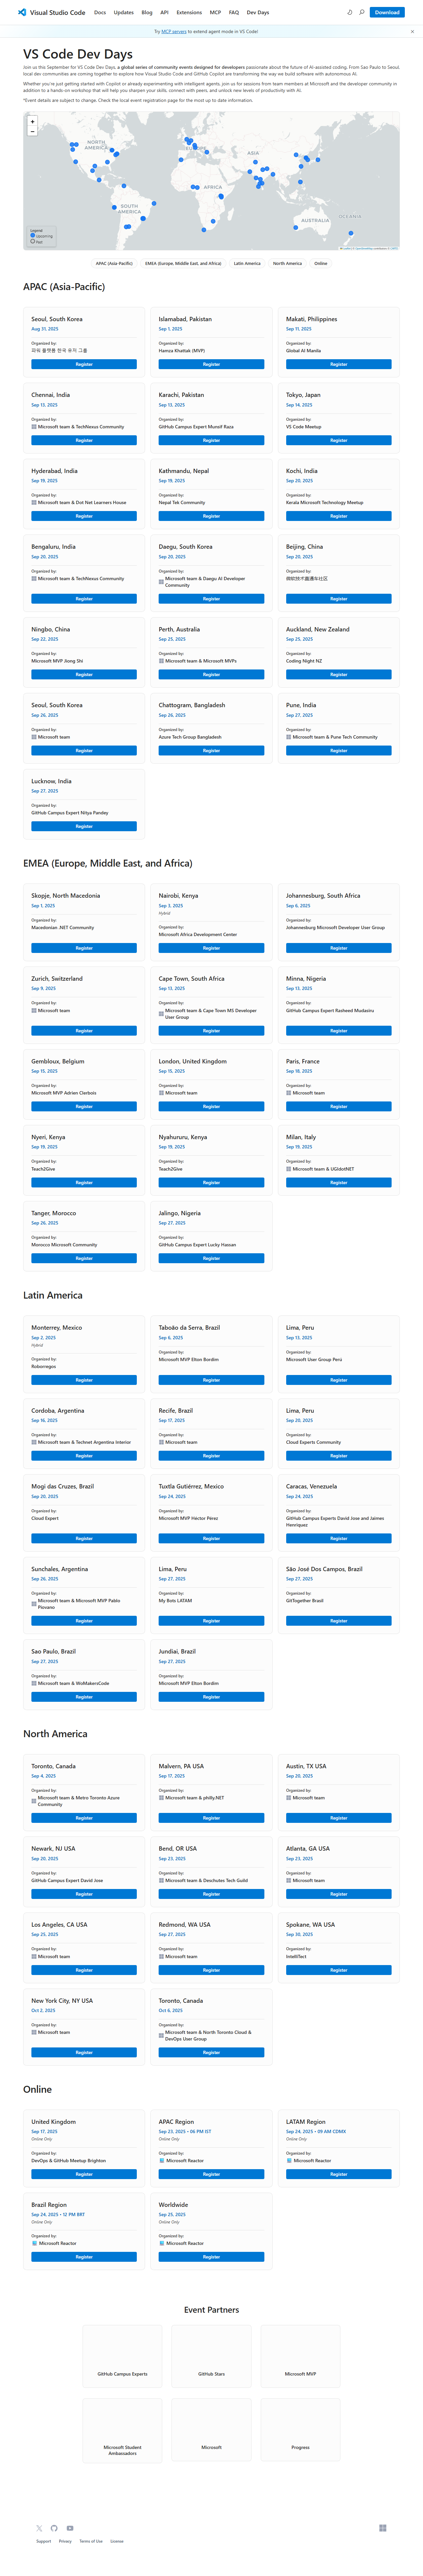 Visual Studio Code
Docs
Updates
Blog
API
Extensions
MCP
FAQ
Dev Days
Download
Try MCP servers to extend agent mode in VS Code!
VS Code Dev Days
Join us this September for VS Code Dev Days, a global series of community events designed for developers passionate about the future of AI-assisted coding. From Sao Paulo to Seoul,
local dev communities are coming together to explore how Visual Studio Code and GitHub Copilot are transforming the way we build software with autonomous AI.
Whether you're just getting started with Copilot or already experimenting with intelligent agents, join us for sessions from team members at Microsoft and the developer community in
addition to a hands-on workshop that will help you sharpen your skills, connect with peers, and unlock new levels of productivity with AI.
*Event details are subject to change. Check the local event registration page for the most up to date information.
NORTH AMERICA
EUROPE
ASIA
AFRICA
SOUTH AMERICA
AUSTRALIA
OCEANIA
Legend
Upcoming
Past
APAC (Asia-Pacific)
EMEA (Europe, Middle East, and Africa)
Latin America
North America
Online
APAC (Asia-Pacific)
Seoul, South Korea
Aug 31, 2025
Organized by:
파워 플랫폼 한국 유저 그룹
Register
Islamabad, Pakistan
Sep 1, 2025
Organized by:
Hamza Khattak (MVP)
Register
Makati, Philippines
Sep 11, 2025
Organized by:
Global AI Manila
Register
Chennai, India
Sep 13, 2025
Organized by:
Microsoft team & TechNexus Community
Register
Karachi, Pakistan
Sep 13, 2025
Organized by:
GitHub Campus Expert Muneif Raza
Register
Tokyo, Japan
Sep 14, 2025
Organized by:
VS Code Meetup
Register
Hyderabad, India
Sep 19, 2025
Organized by:
Microsoft team & Dot Net Learners House
Register
Kathmandu, Nepal
Sep 19, 2025
Organized by:
Nepal Tek Community
Register
Kochi, India
Sep 20, 2025
Organized by:
Kerala Microsoft Technology Meetup
Register
Bengaluru, India
Sep 20, 2025
Organized by:
Microsoft team & TechNexus Community
Register
Daegu, South Korea
Sep 20, 2025
Organized by:
Microsoft team & Daegu AI Developer
Community
Register
Beijing, China
Sep 20, 2025
Organized by:
Register
Ningbo, China
Sep 22, 2025
Organized by:
Microsoft MVP Jiong Shi
Register
Perth, Australia
Sep 25, 2025
Organized by:
Microsoft team & Microsoft MVPs
Register
Auckland, New Zealand
Sep 25, 2025
Organized by:
Coding Night NZ
Register
Seoul, South Korea
Sep 26, 2025
Organized by:
Microsoft team
Register
Chattogram, Bangladesh
Sep 26, 2025
Organized by:
Azure Tech Group Bangladesh
Register
Pune, India
Sep 27, 2025
Organized by:
Microsoft team & Pune Tech Community
Register
Lucknow, India
Sep 27, 2025
Organized by:
GitHub Campus Expert Nitya Pandey
Register
EMEA (Europe, Middle East, and Africa)
Skopje, North Macedonia
Sep 1, 2025
Organized by:
Macedonian .NET Community
Register
Nairobi, Kenya
Sep 3, 2025
Hybrid
Organized by:
Microsoft Africa Development Center
Register
Johannesburg, South Africa
Sep 6, 2025
Organized by:
Johannesburg Microsoft Developer User Group
Register
Zurich, Switzerland
Sep 9, 2025
Organized by:
Microsoft team
Register
Cape Town, South Africa
Sep 13, 2025
Organized by:
Microsoft team & Cape Town MS Developer
User Group
Register
Minna, Nigeria
Sep 13, 2025
Organized by:
GitHub Campus Expert Rasheed Mudasiru
Register
Gembloux, Belgium
Sep 15, 2025
Organized by:
Microsoft MVP Adrien Clerbois
Register
London, United Kingdom
Sep 15, 2025
Organized by:
Microsoft team
Register
Paris, France
Sep 18, 2025
Organized by:
Microsoft team
Register
Nyeri, Kenya
Sep 19, 2025
Organized by:
Teach2Give
Register
Nyahururu, Kenya
Sep 19, 2025
Organized by:
Teach2Give
Register
Milan, Italy
Sep 19, 2025
Organized by:
Microsoft team & UGIdotNET
Register
Tanger, Morocco
Sep 26, 2025
Organized by:
Morocco Microsoft Community
Register
Jalingo, Nigeria
Sep 27, 2025
Organized by:
GitHub Campus Expert Lucky Hassan
Register
Latin America
Monterrey, Mexico
Sep 2, 2025
Hybrid
Organized by:
Roborregos
Register
Taboão da Serra, Brazil
Sep 6, 2025
Organized by:
Microsoft MVP Elton Bordim
Register
Lima, Peru
Sep 13, 2025
Organized by:
Microsoft User Group Perú
Register
Cordoba, Argentina
Sep 16, 2025
Organized by:
Microsoft team & Technet Argentina Interior
Register
Recife, Brazil
Sep 17, 2025
Organized by:
Microsoft team
Register
Lima, Peru
Sep 20, 2025
Organized by:
Cloud Experts Community
Register
Mogi das Cruzes, Brazil
Sep 20, 2025
Organized by:
Cloud Expert
Register
Tuxtla Gutiérrez, Mexico
Sep 24, 2025
Organized by:
Microsoft MVP Héctor Pérez
Register
Caracas, Venezuela
Sep 24, 2025
Organized by:
GitHub Campus Experts David Jose and Jaimes
Henriquez
Register
Sunchales, Argentina
Sep 26, 2025
Organized by:
Microsoft team & Microsoft MVP Pablo
Piovano
Register
Lima, Peru
Sep 27, 2025
Organized by:
My Bots LATAM
Register
São José Dos Campos, Brazil
Sep 27, 2025
Organized by:
GitTogether Brasil
Register
Sao Paulo, Brazil
Sep 27, 2025
Organized by:
Microsoft team & WoMakersCode
Register
Jundiai, Brazil
Sep 27, 2025
Organized by:
Microsoft MVP Elton Bordim
Register
North America
Toronto, Canada
Sep 4, 2025
Organized by:
Microsoft team & Metro Toronto Azure
Community
Register
Malvern, PA USA
Sep 17, 2025
Organized by:
Microsoft team & philly.NET
Register
Austin, TX USA
Sep 20, 2025
Organized by:
Microsoft team
Register
Newark, NJ USA
Sep 20, 2025
Organized by:
GitHub Campus Expert David Jose
Register
Bend, OR USA
Sep 23, 2025
Organized by:
Microsoft team & Deschutes Tech Guild
Register
Atlanta, GA USA
Sep 23, 2025
Organized by:
Microsoft team
Register
Los Angeles, CA USA
Sep 25, 2025
Organized by:
Microsoft team
Register
Redmond, WA USA
Sep 27, 2025
Organized by:
Microsoft team
Register
Spokane, WA USA
Sep 30, 2025
Organized by:
IntelliTect
Register
New York City, NY USA
Oct 2, 2025
Organized by:
Microsoft team
Register
Toronto, Canada
Oct 6, 2025
Organized by:
Microsoft team & North Toronto Cloud &
DevOps User Group
Register
Online
United Kingdom
Sep 17, 2025
Online Only
Organized by:
DevOps & GitHub Meetup Brighton
Register
APAC Region
Sep 23, 2025 • 06 PM IST
Online Only
Organized by:
Microsoft Reactor
Register
LATAM Region
Sep 24, 2025 • 09 AM CDMX
Online Only
Organized by:
Microsoft Reactor
Register
Brazil Region
Sep 24, 2025 • 12 PM BRT
Online Only
Organized by:
Microsoft Reactor
Register
Worldwide
Sep 25, 2025
Online Only
Organized by:
Microsoft Reactor
Register
Event Partners
GitHub Campus Experts
GitHub Stars
Microsoft MVP
Microsoft Student
Ambassadors
Microsoft
Progress
Support
Privacy
Terms of Use
License